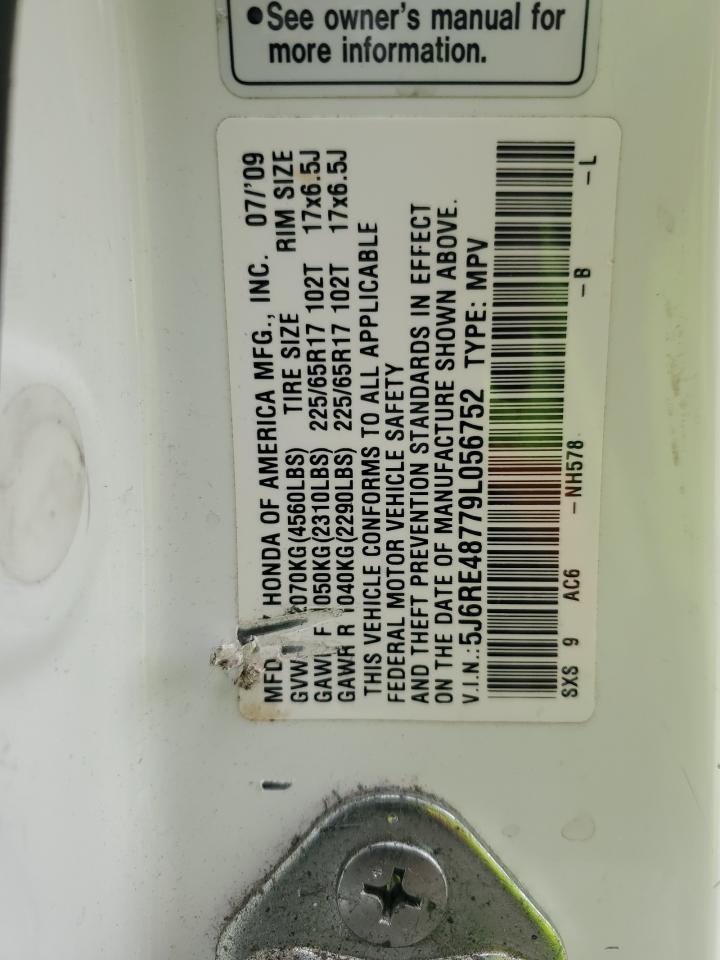 ●See owner's manual for
more information.
MFD HONDA OF AMERICA MFG., INC. 07/'09
GVW 2070KG(4560LBS) TIRE SIZE RIM SIZE
GAW F 1050KG(2310LBS) 225/65R17 102T 17x6.5J
GAWR R 1040KG(2290LBS) 225/65R17 102T 17x6.5J
THIS VEHICLE CONFORMS TO ALL APPLICABLE
FEDERAL MOTOR VEHICLE SAFETY
AND THEFT PREVENTION STANDARDS IN EFFECT
ON THE DATE OF MANUFACTURE SHOWN ABOVE.
V.I.N.:5J6RE48779L056752 TYPE: MPV
SXS 9 AC6 -NH578 -B -L